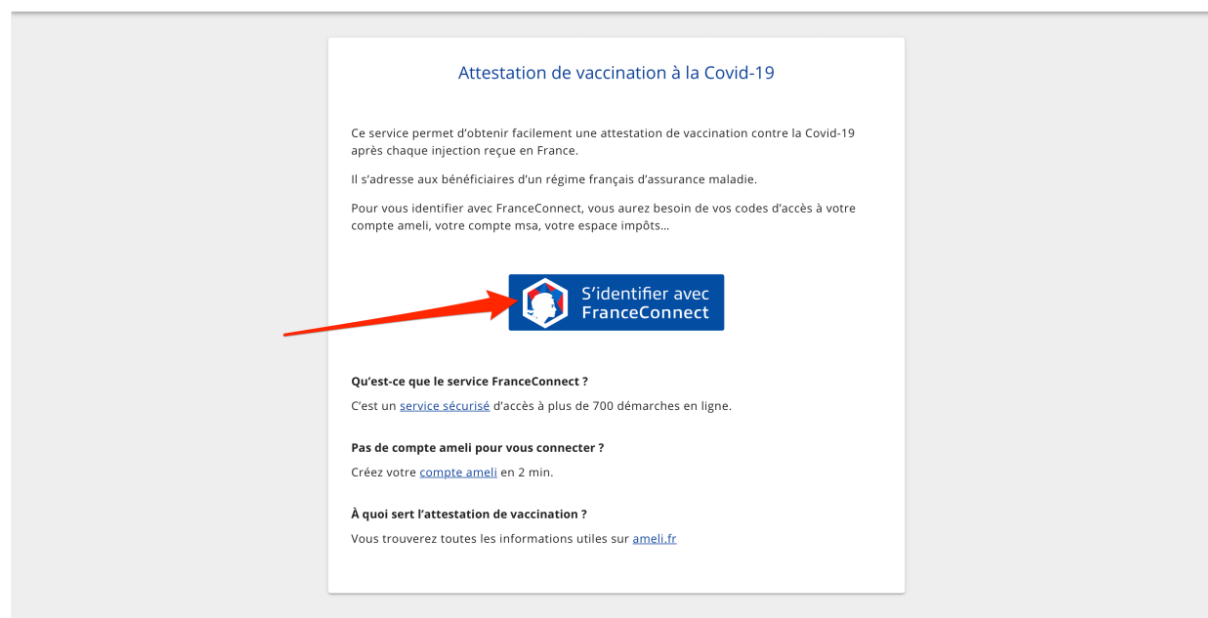 Attestation de vaccination à la Covid-19
Ce service permet d’obtenir facilement une attestation de vaccination contre la Covid-19
après chaque injection reçue en France.
Il s’adresse aux bénéficiaires d’un régime français d’assurance maladie.
Pour vous identifier avec FranceConnect, vous aurez besoin de vos codes d’accès à votre
compte ameli, votre compte msa, votre espace impôts…
S’identifier avec
FranceConnect
Qu’est-ce que le service FranceConnect ?
C’est un service sécurisé d’accès à plus de 700 démarches en ligne.
Pas de compte ameli pour vous connecter ?
Créez votre compte ameli en 2 min.
À quoi sert l’attestation de vaccination ?
Vous trouverez toutes les informations utiles sur ameli.fr